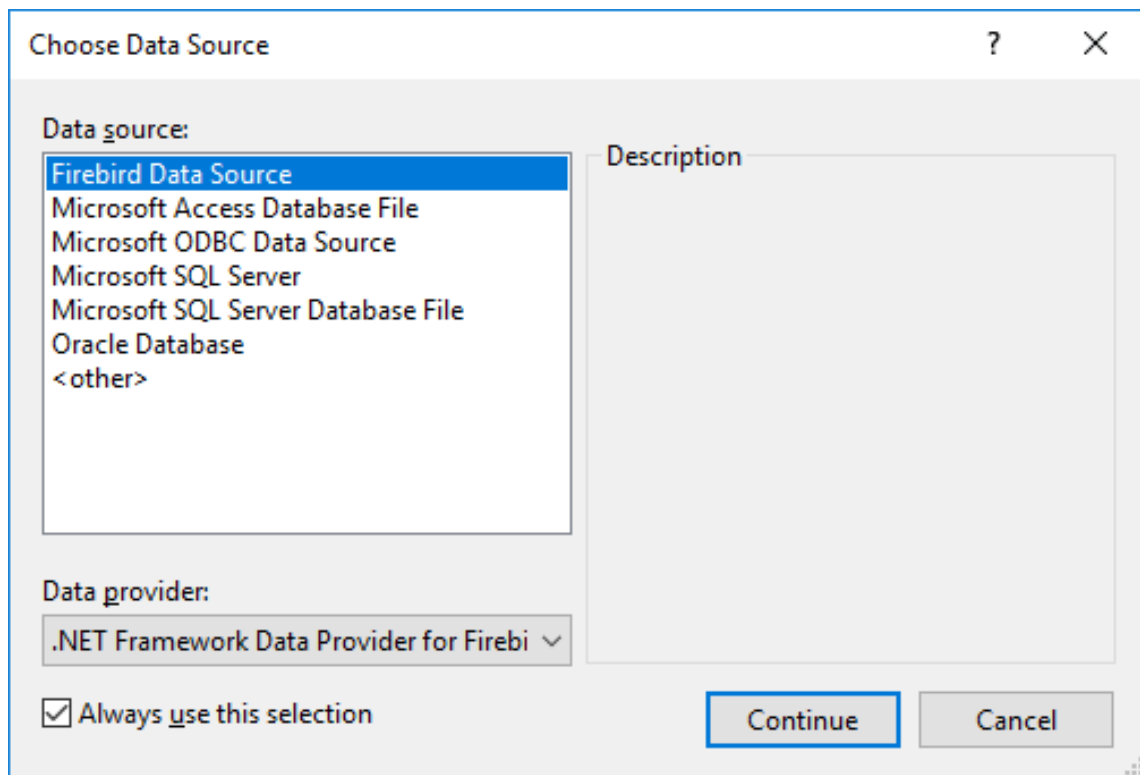 Choose Data Source
?
Data source:
Firebird Data Source
Microsoft Access Database File
Microsoft ODBC Data Source
Microsoft SQL Server
Microsoft SQL Server Database File
Oracle Database
<other>
Description
Data provider:
.NET Framework Data Provider for Firebi
Always use this selection
Continue
Cancel